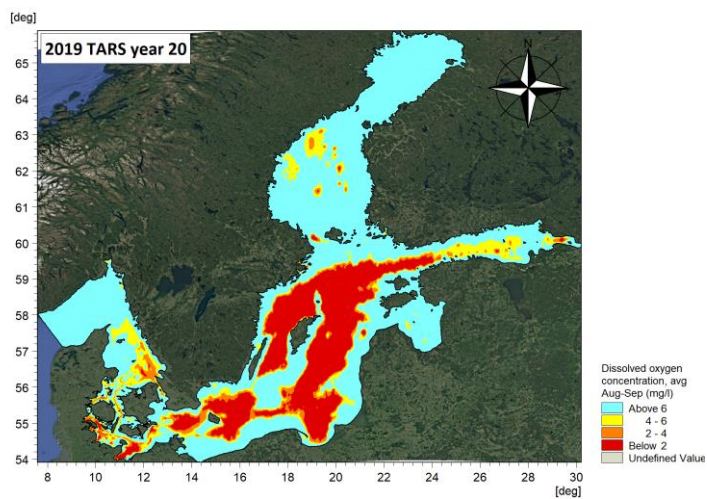 [deg]
2019 TARS year 20
N
65
64
63
62
61
60
59
58
57
56
55
54
8 10 12 14 16 18 20 22 24 26 28 30
[deg]
Dissolved oxygen
concentration, avg
Aug-Sep (mg/l)
Above 6
4 - 6
2 - 4
Below 2
Undefined Value